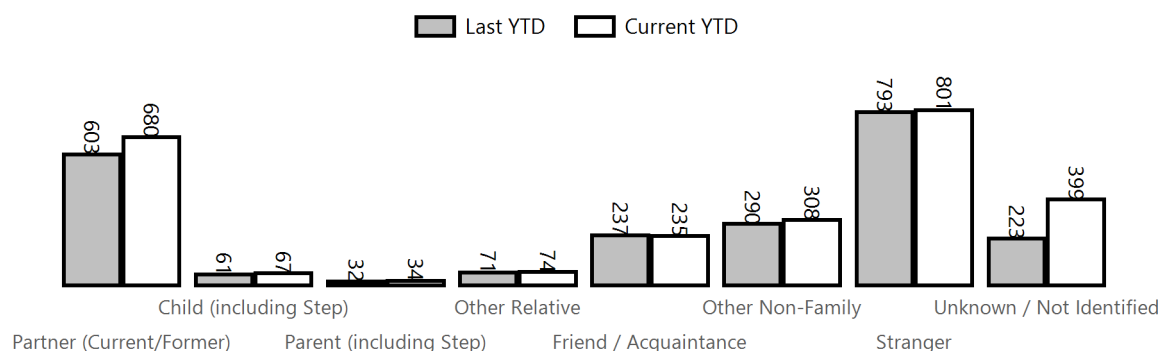 Last YTD
Current YTD
603
680
61
67
32
34
71
74
237
235
290
308
793
801
223
399
Child (including Step)
Other Relative
Other Non-Family
Unknown / Not Identified
Partner (Current/Former)
Parent (including Step)
Friend / Acquaintance
Stranger